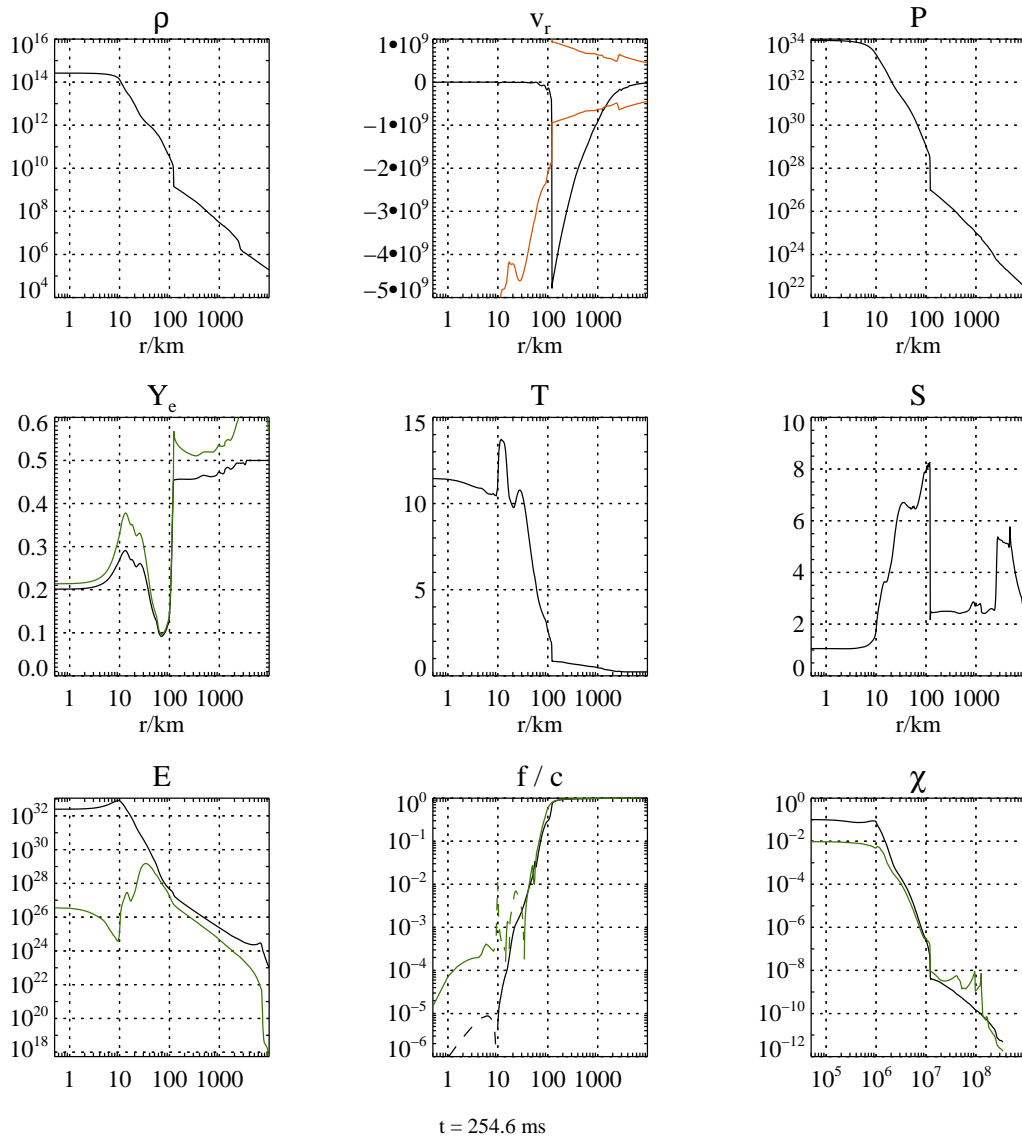 ρ
v_r
P
10^16
10^14
10^12
10^10
10^8
10^6
10^4
1 10 100 1000
r/km
1•10^9
0
−1•10^9
−2•10^9
−3•10^9
−4•10^9
−5•10^9
1 10 100 1000
r/km
10^34
10^32
10^30
10^28
10^26
10^24
10^22
1 10 100 1000
r/km
Y_e
T
S
0.6
0.5
0.4
0.3
0.2
0.1
0.0
1 10 100 1000
r/km
15
10
5
0
1 10 100 1000
r/km
10
8
6
4
2
0
1 10 100 1000
r/km
E
f / c
χ
10^32
10^30
10^28
10^26
10^24
10^22
10^20
10^18
1 10 100 1000
10^0
10^−1
10^−2
10^−3
10^−4
10^−5
10^−6
1 10 100 1000
10^0
10^−2
10^−4
10^−6
10^−8
10^−10
10^−12
10^5 10^6 10^7 10^8
t = 254.6 ms